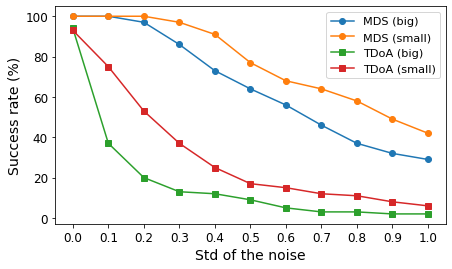 MDS (big)
MDS (small)
TDoA (big)
TDoA (small)
Success rate (%)
100
80
60
40
20
0
0.0 0.1 0.2 0.3 0.4 0.5 0.6 0.7 0.8 0.9 1.0
Std of the noise